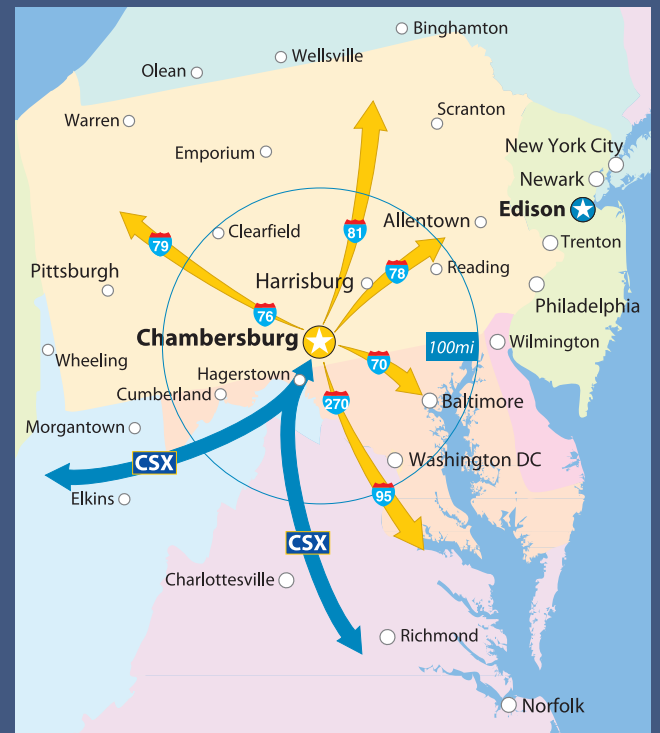 Binghamton
Wellsville
Olean
Scranton
Warren
New York City
Emporium
Newark
Edison
Allentown
Clearfield
81
79
Trenton
Reading
78
Pittsburgh
Harrisburg
Philadelphia
76
Chambersburg
100mi
Wilmington
Wheeling
70
Hagerstown
Cumberland
270
Baltimore
Morgantown
CSX
Washington DC
95
Elkins
CSX
Charlottesville
Richmond
Norfolk